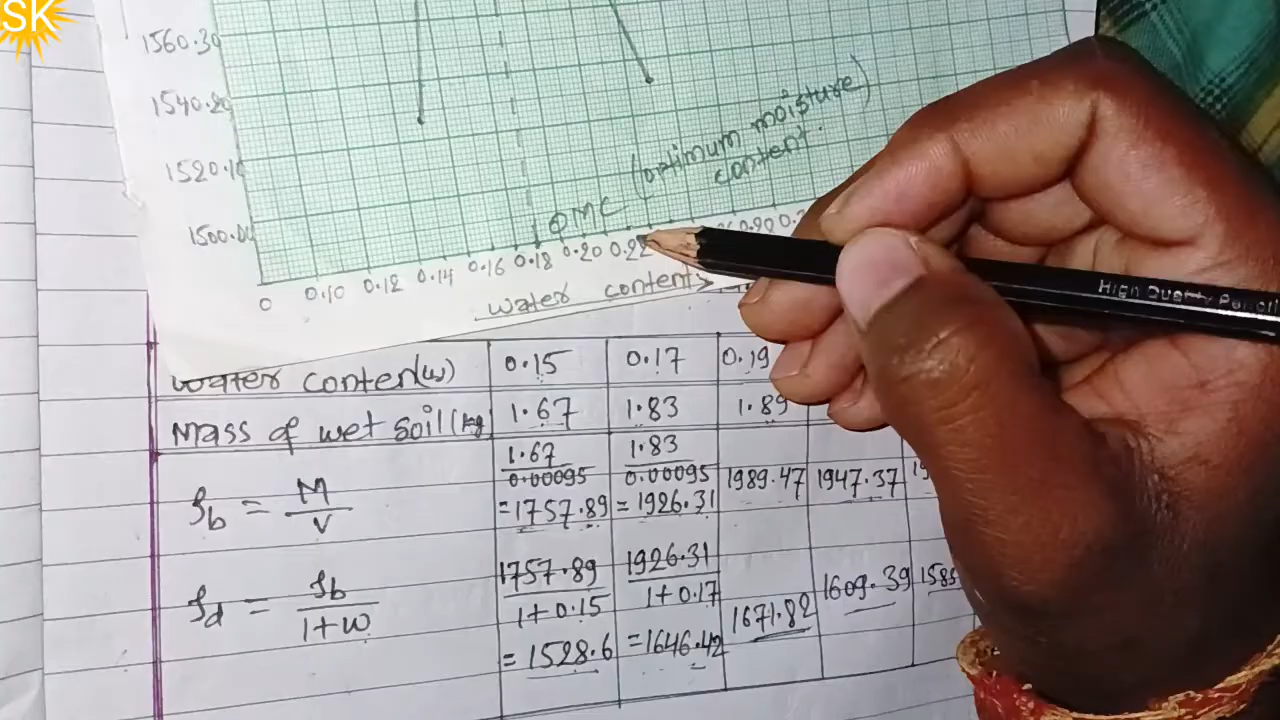 SK
1560.30
1540.20
1520.10
1500.00
(optimum moisture
content.
OMC
0 0.10 0.12 0.14 0.16 0.18 0.20 0.22
water content→
water conten(w) 0.15 0.17 0.19
Mass of wet soil(kg) 1.67 1.83 1.89
ρb = M/V
1.67/0.00095
= 1757.89
1.83/0.00095
= 1926.31
1989.47
1947.37
ρd = ρb/1+w
1757.89/1+0.15
= 1528.6
1926.31/1+0.17
=1646.42
1671.82
1609.39
High Quality Pencil